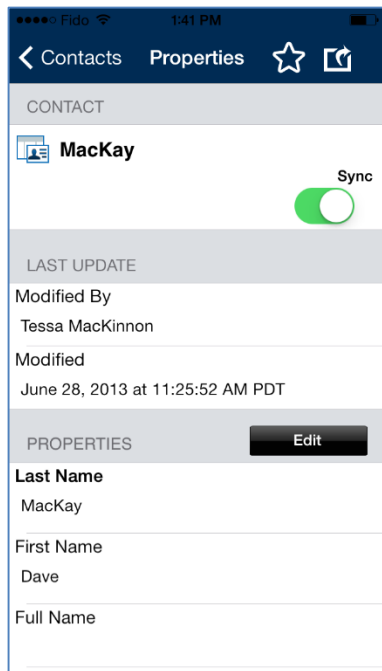 Fido 1:41 PM
Contacts Properties
CONTACT
MacKay
Sync
LAST UPDATE
Modified By
Tessa MacKinnon
Modified
June 28, 2013 at 11:25:52 AM PDT
PROPERTIES Edit
Last Name
MacKay
First Name
Dave
Full Name